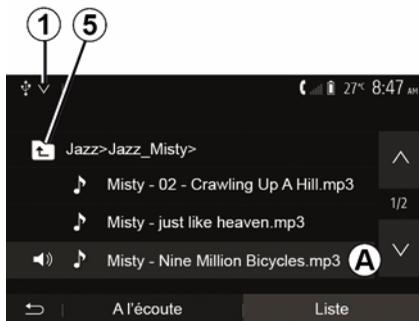 1 5
27°C 8:47 AM
Jazz>Jazz_Misty>
Misty - 02 - Crawling Up A Hill.mp3
1/2
Misty - just like heaven.mp3
Misty - Nine Million Bicycles.mp3 A
A l'écoute Liste